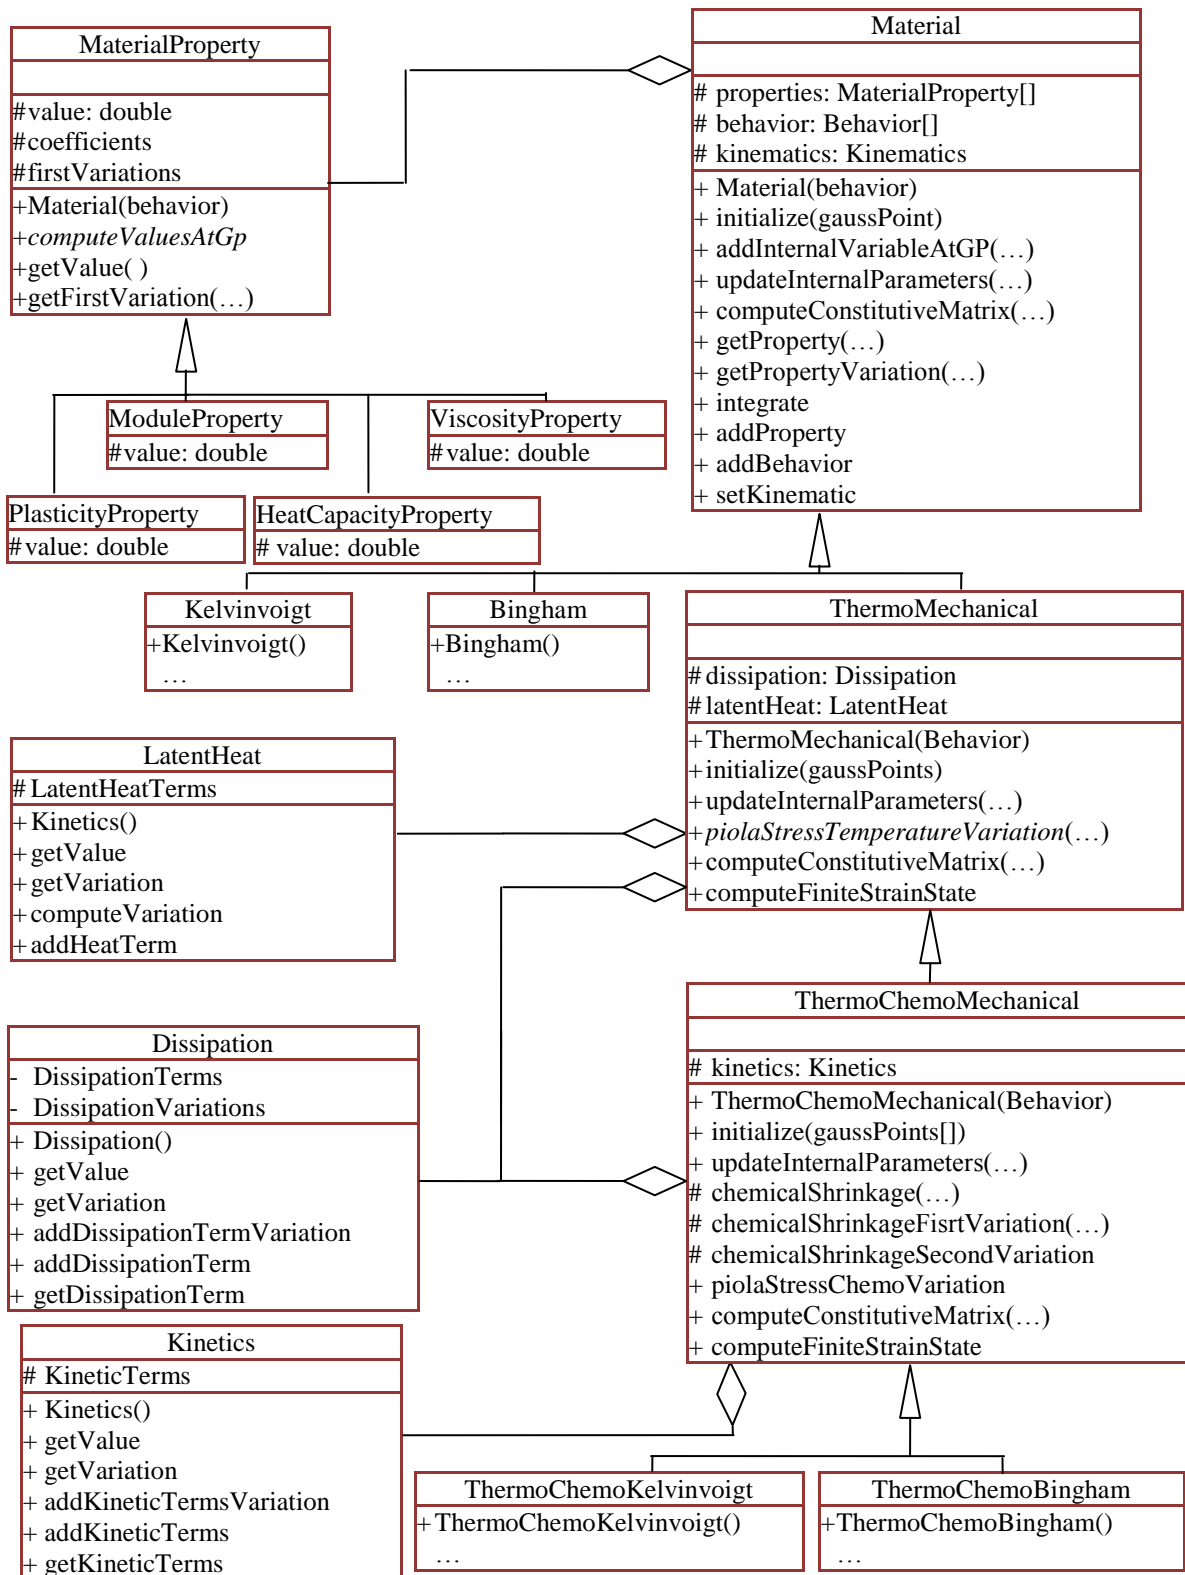 MaterialProperty
#value: double
#coefficients
#firstVariations
+Material(behavior)
+computeValuesAtGp
+getValue( )
+getFirstVariation(…)
Material
# properties: MaterialProperty[]
# behavior: Behavior[]
# kinematics: Kinematics
+ Material(behavior)
+ initialize(gaussPoint)
+ addInternalVariableAtGP(…)
+ updateInternalParameters(…)
+ computeConstitutiveMatrix(…)
+ getProperty(…)
+ getPropertyVariation(…)
+ integrate
+ addProperty
+ addBehavior
+ setKinematic
ModuleProperty
#value: double
ViscosityProperty
#value: double
PlasticityProperty
#value: double
HeatCapacityProperty
# value: double
Kelvinvoigt
+Kelvinvoigt()
…
Bingham
+Bingham()
…
ThermoMechanical
#dissipation: Dissipation
#latentHeat: LatentHeat
+ThermoMechanical(Behavior)
+initialize(gaussPoints)
+updateInternalParameters(…)
+piolaStressTemperatureVariation(…)
+computeConstitutiveMatrix(…)
+computeFiniteStrainState
LatentHeat
# LatentHeatTerms
+ Kinetics()
+ getValue
+ getVariation
+ computeVariation
+ addHeatTerm
ThermoChemoMechanical
# kinetics: Kinetics
+ ThermoChemoMechanical(Behavior)
+ initialize(gaussPoints[])
+ updateInternalParameters(…)
# chemicalShrinkage(…)
# chemicalShrinkageFisrtVariation(…)
# chemicalShrinkageSecondVariation
+ piolaStressChemoVariation
+ computeConstitutiveMatrix(…)
+ computeFiniteStrainState
Dissipation
- DissipationTerms
- DissipationVariations
+ Dissipation()
+ getValue
+ getVariation
+ addDissipationTermVariation
+ addDissipationTerm
+ getDissipationTerm
Kinetics
# KineticTerms
+ Kinetics()
+ getValue
+ getVariation
+ addKineticTermsVariation
+ addKineticTerms
+ getKineticTerms
ThermoChemoKelvinvoigt
+ThermoChemoKelvinvoigt()
…
ThermoChemoBingham
+ThermoChemoBingham()
…